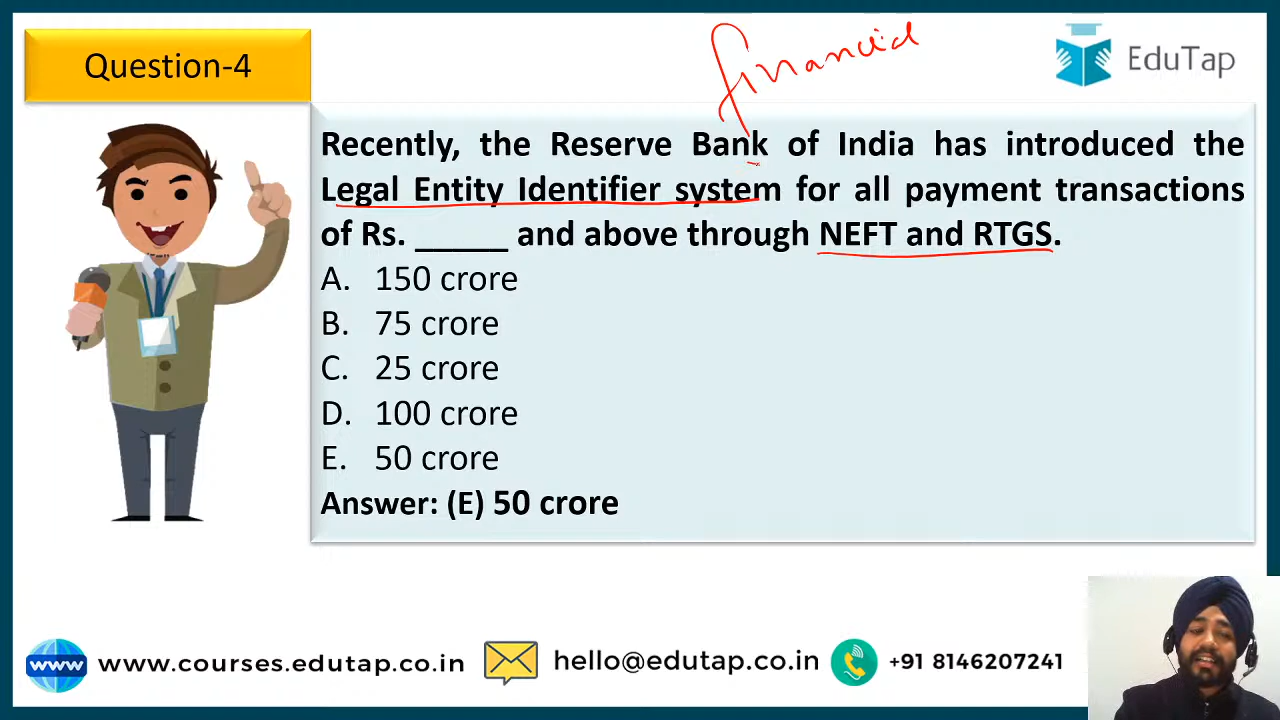 Question-4
financial
EduTap
Recently, the Reserve Bank of India has introduced the
Legal Entity Identifier system for all payment transactions
of Rs. _____ and above through NEFT and RTGS.
A. 150 crore
B. 75 crore
C. 25 crore
D. 100 crore
E. 50 crore
Answer: (E) 50 crore
www
www.courses.edutap.co.in
hello@edutap.co.in
+91 8146207241